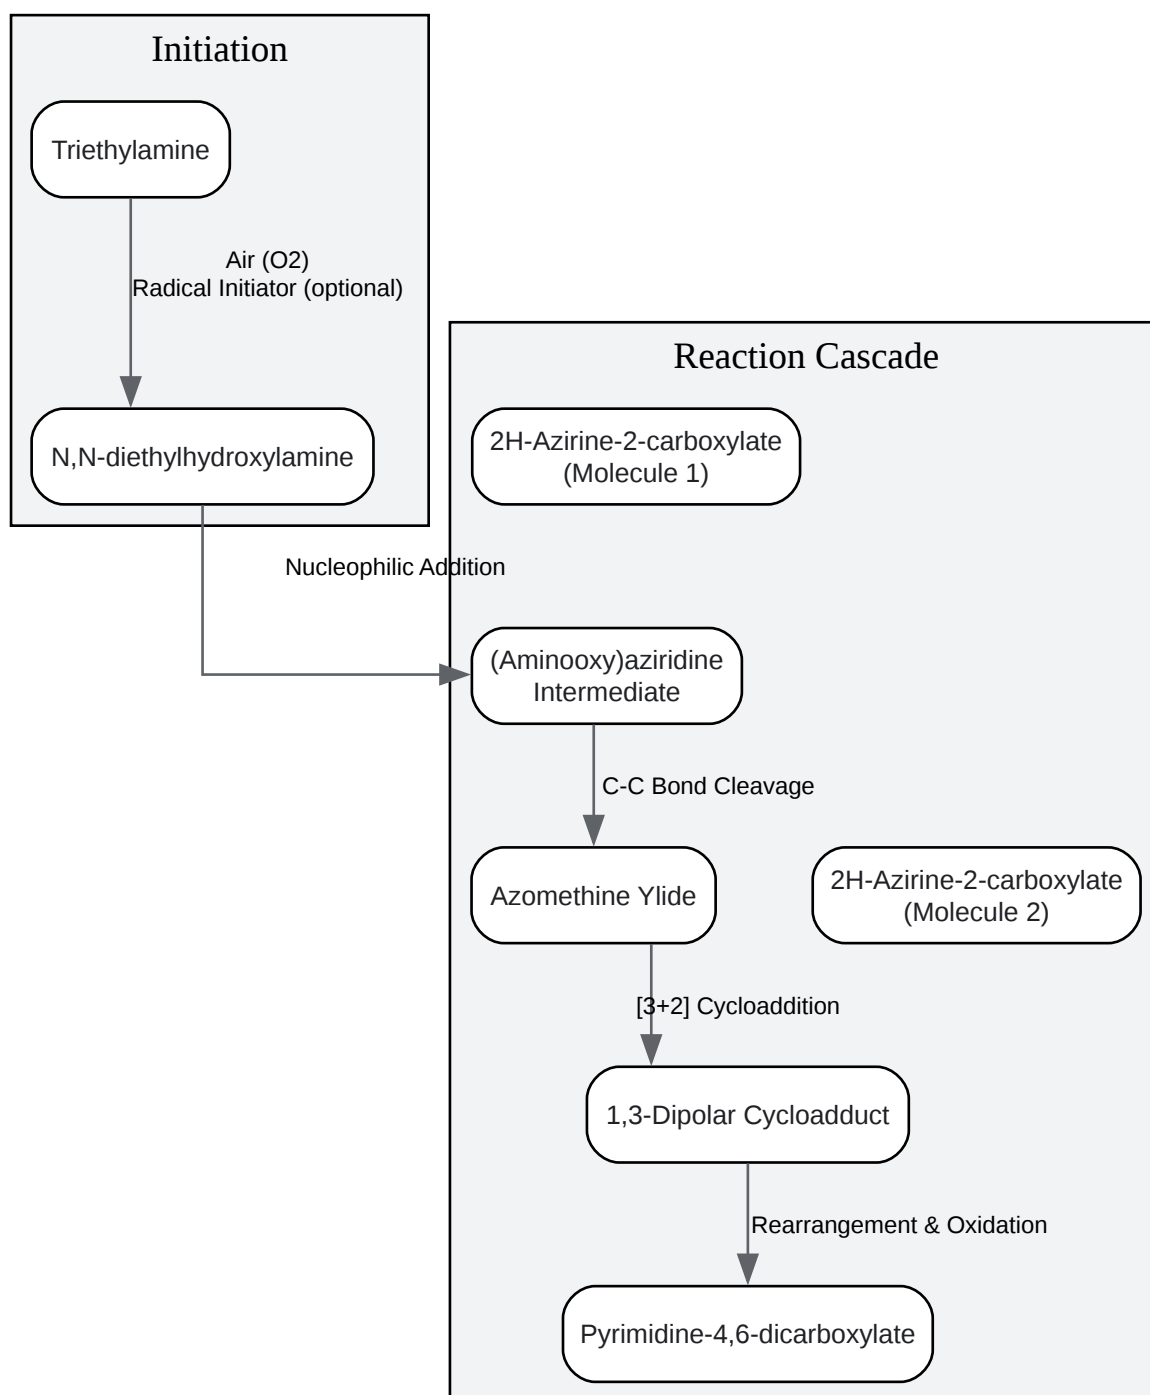 Initiation
Triethylamine
Air (O2)
Radical Initiator (optional)
N,N-diethylhydroxylamine
Nucleophilic Addition
Reaction Cascade
2H-Azirine-2-carboxylate
(Molecule 1)
(Aminooxy)aziridine
Intermediate
C-C Bond Cleavage
Azomethine Ylide
2H-Azirine-2-carboxylate
(Molecule 2)
[3+2] Cycloaddition
1,3-Dipolar Cycloadduct
Rearrangement & Oxidation
Pyrimidine-4,6-dicarboxylate